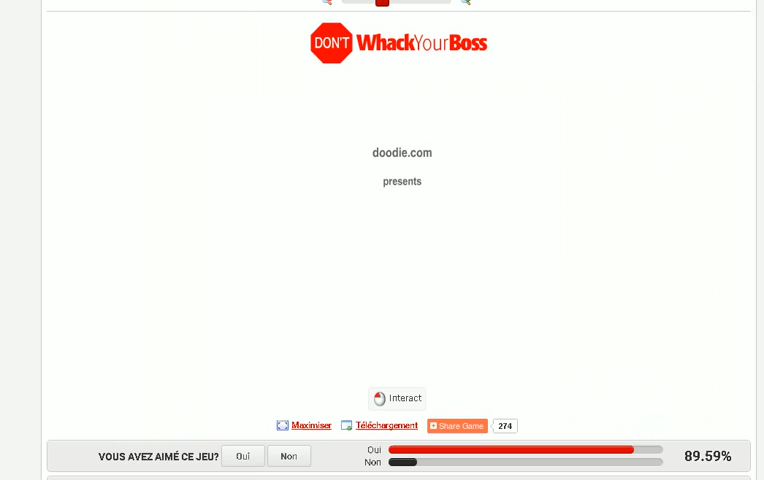 DON'T WhackYourBoss
doodie.com
presents
Interact
Maximiser Téléchargement Share Game 274
VOUS AVEZ AIMÉ CE JEU? Oui Non
Oui
Non
89.59%